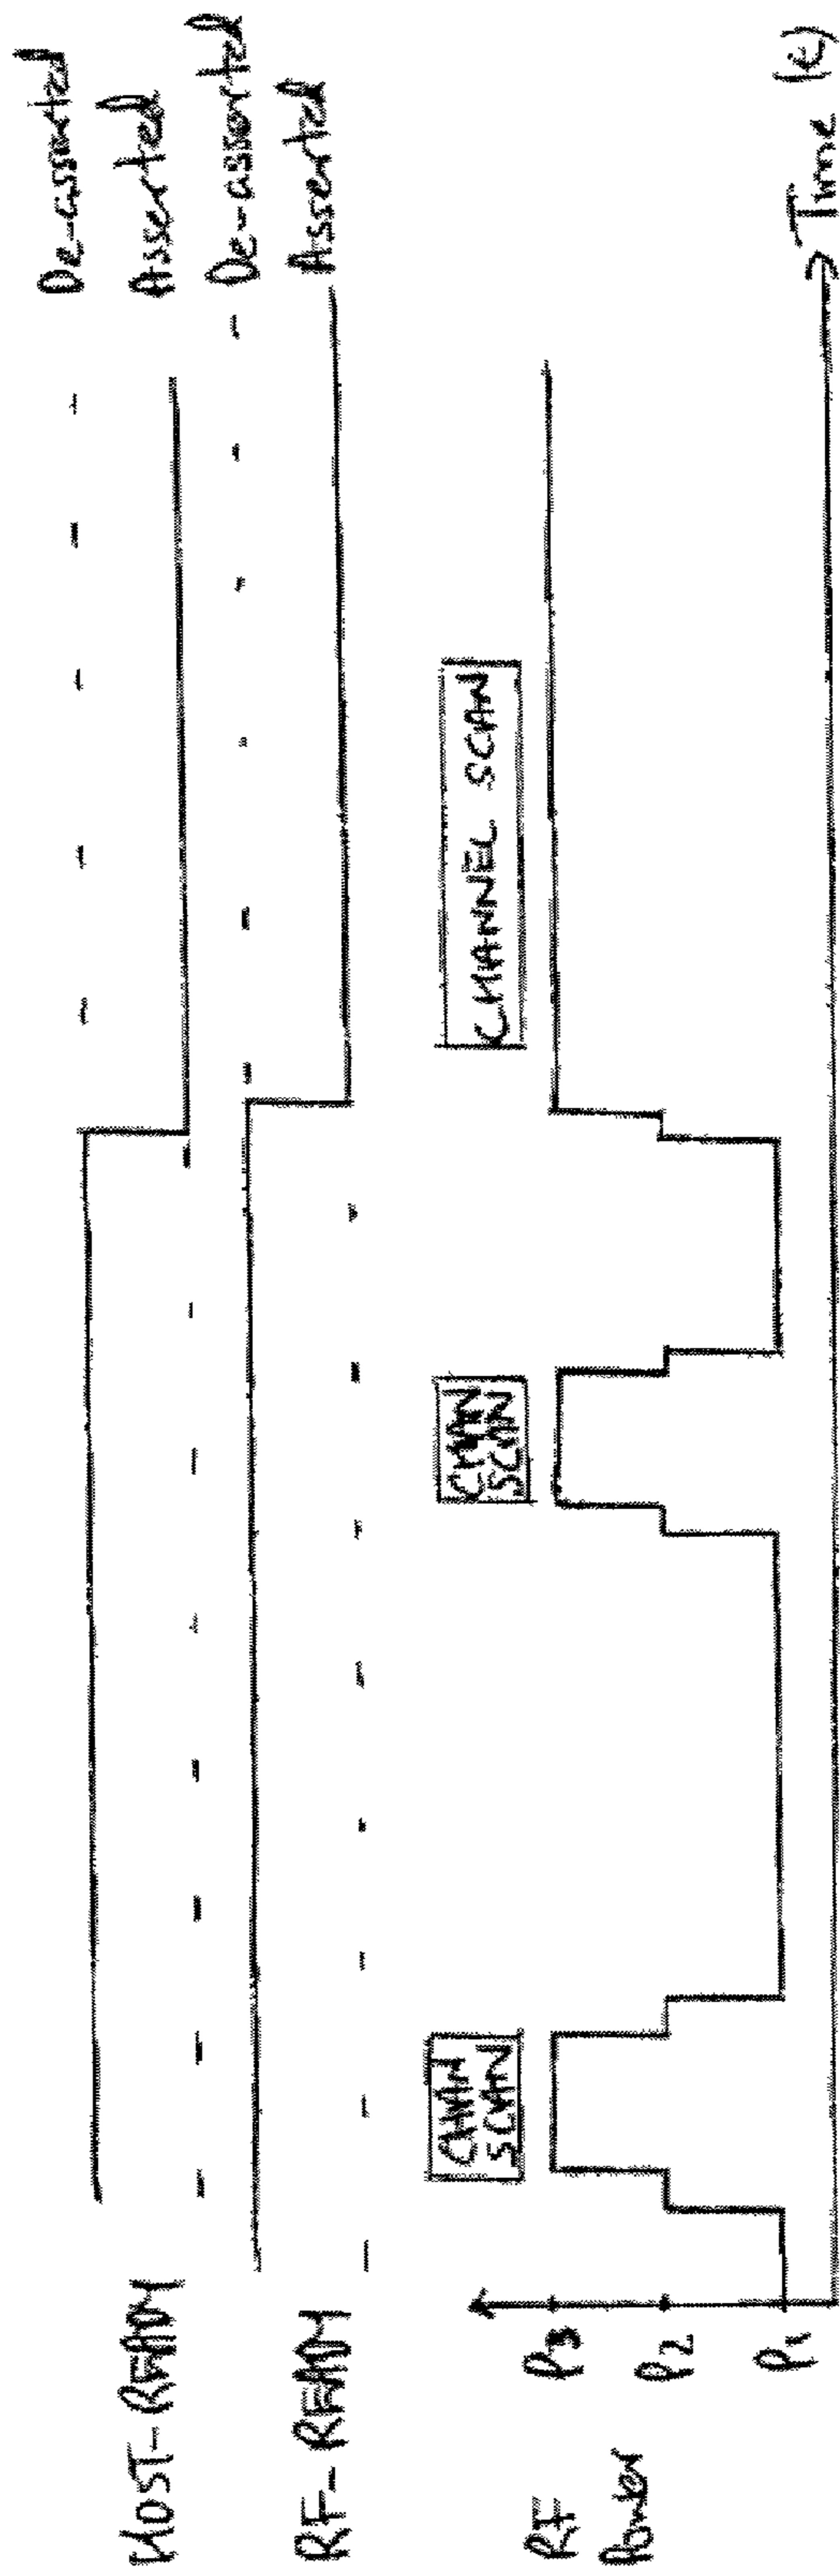 HOST-READY
De-asserted
Asserted
RF-READY
De-asserted
Asserted
CHAN
SCAN
CHAN
SCAN
CHANNEL SCAN
RF
Power
P3
P2
P1
Time (t)